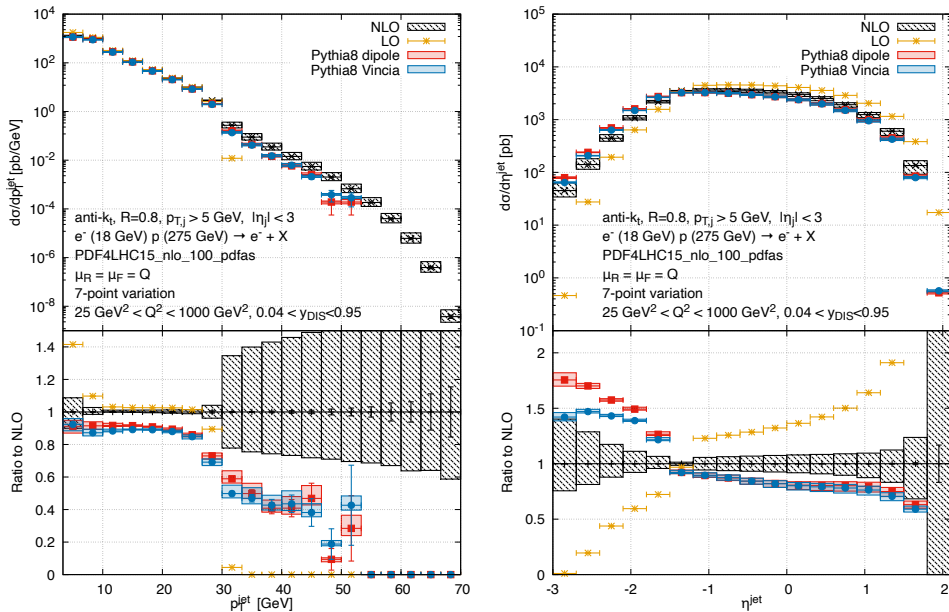 10^4
10^2
10^0
10^-2
10^-4
10^-6
10^-8
dσ/dp_T^jet [pb/GeV]
NLO
LO
Pythia8 dipole
Pythia8 Vincia
anti-k_t, R=0.8, p_T,j > 5 GeV, |η_j| < 3
e^- (18 GeV) p (275 GeV) → e^- + X
PDF4LHC15_nlo_100_pdfas
μ_R = μ_F = Q
7-point variation
25 GeV^2 < Q^2 < 1000 GeV^2, 0.04 < y_DIS < 0.95
1.4
1.2
1
0.8
0.6
0.4
0.2
0
Ratio to NLO
0 10 20 30 40 50 60 70
p_T^jet [GeV]
10^5
10^4
10^3
10^2
10^1
10^0
10^-1
dσ/dη^jet [pb]
NLO
LO
Pythia8 dipole
Pythia8 Vincia
anti-k_t, R=0.8, p_T,j > 5 GeV, |η_j| < 3
e^- (18 GeV) p (275 GeV) → e^- + X
PDF4LHC15_nlo_100_pdfas
μ_R = μ_F = Q
7-point variation
25 GeV^2 < Q^2 < 1000 GeV^2, 0.04 < y_DIS < 0.95
2
1.5
1
0.5
0
Ratio to NLO
-3 -2 -1 0 1 2
η^jet